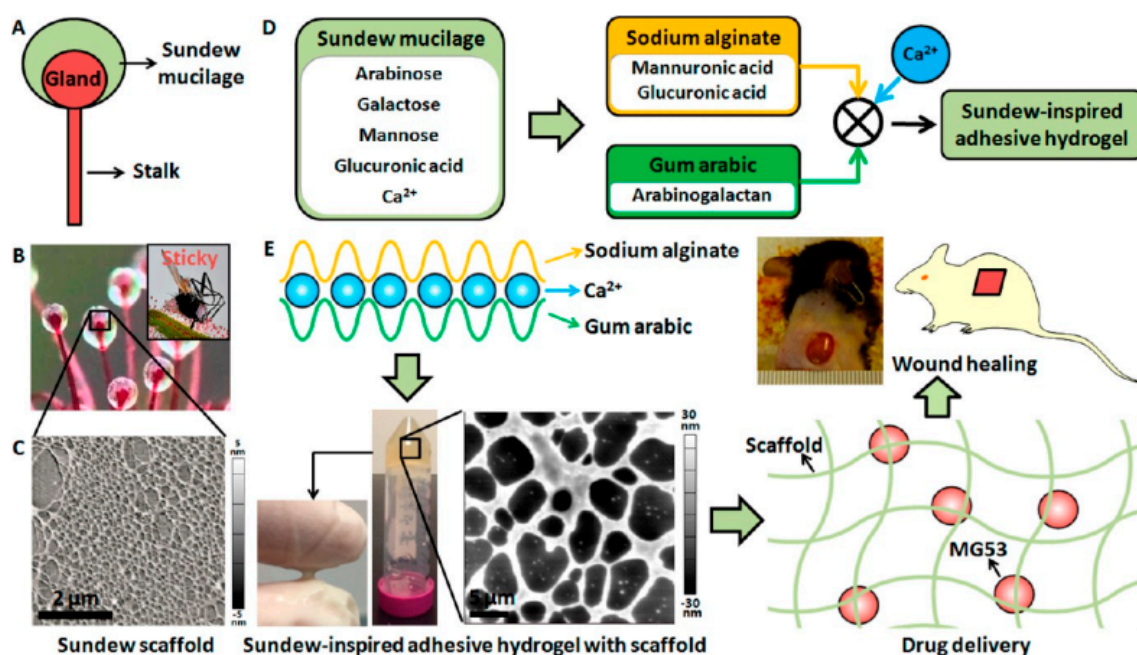 A
Sundew
mucilage
Gland
Stalk
B
Sticky
C
5
nm
-5
nm
2 μm
Sundew scaffold
D
Sundew mucilage
Arabinose
Galactose
Mannose
Glucuronic acid
Ca²⁺
Sodium alginate
Mannuronic acid
Glucuronic acid
Gum arabic
Arabinogalactan
Ca²⁺
Sundew-inspired
adhesive hydrogel
E
Sodium alginate
Ca²⁺
Gum arabic
30
nm
5 μm
-30
nm
Sundew-inspired adhesive hydrogel with scaffold
Wound healing
Scaffold
MG53
Drug delivery